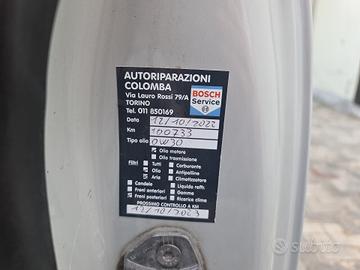 AUTORIPARAZIONI
COLOMBA
Via Lauro Rossi 79/A
TORINO
Tel. 011 850169
BOSCH
Service
Data 12/10/2022
Km 100733
Tipo olio 0W30
Olio motore
Olio trasmissione
Filtri Tutti Carburante
Olio Antipolline
Aria Climatizzatore
Candele Liquido raffr.
Freni anteriori Gomme
Freni posteriori Ricarica clima
PROSSIMO CONTROLLO A KM
12/10/2023
subito